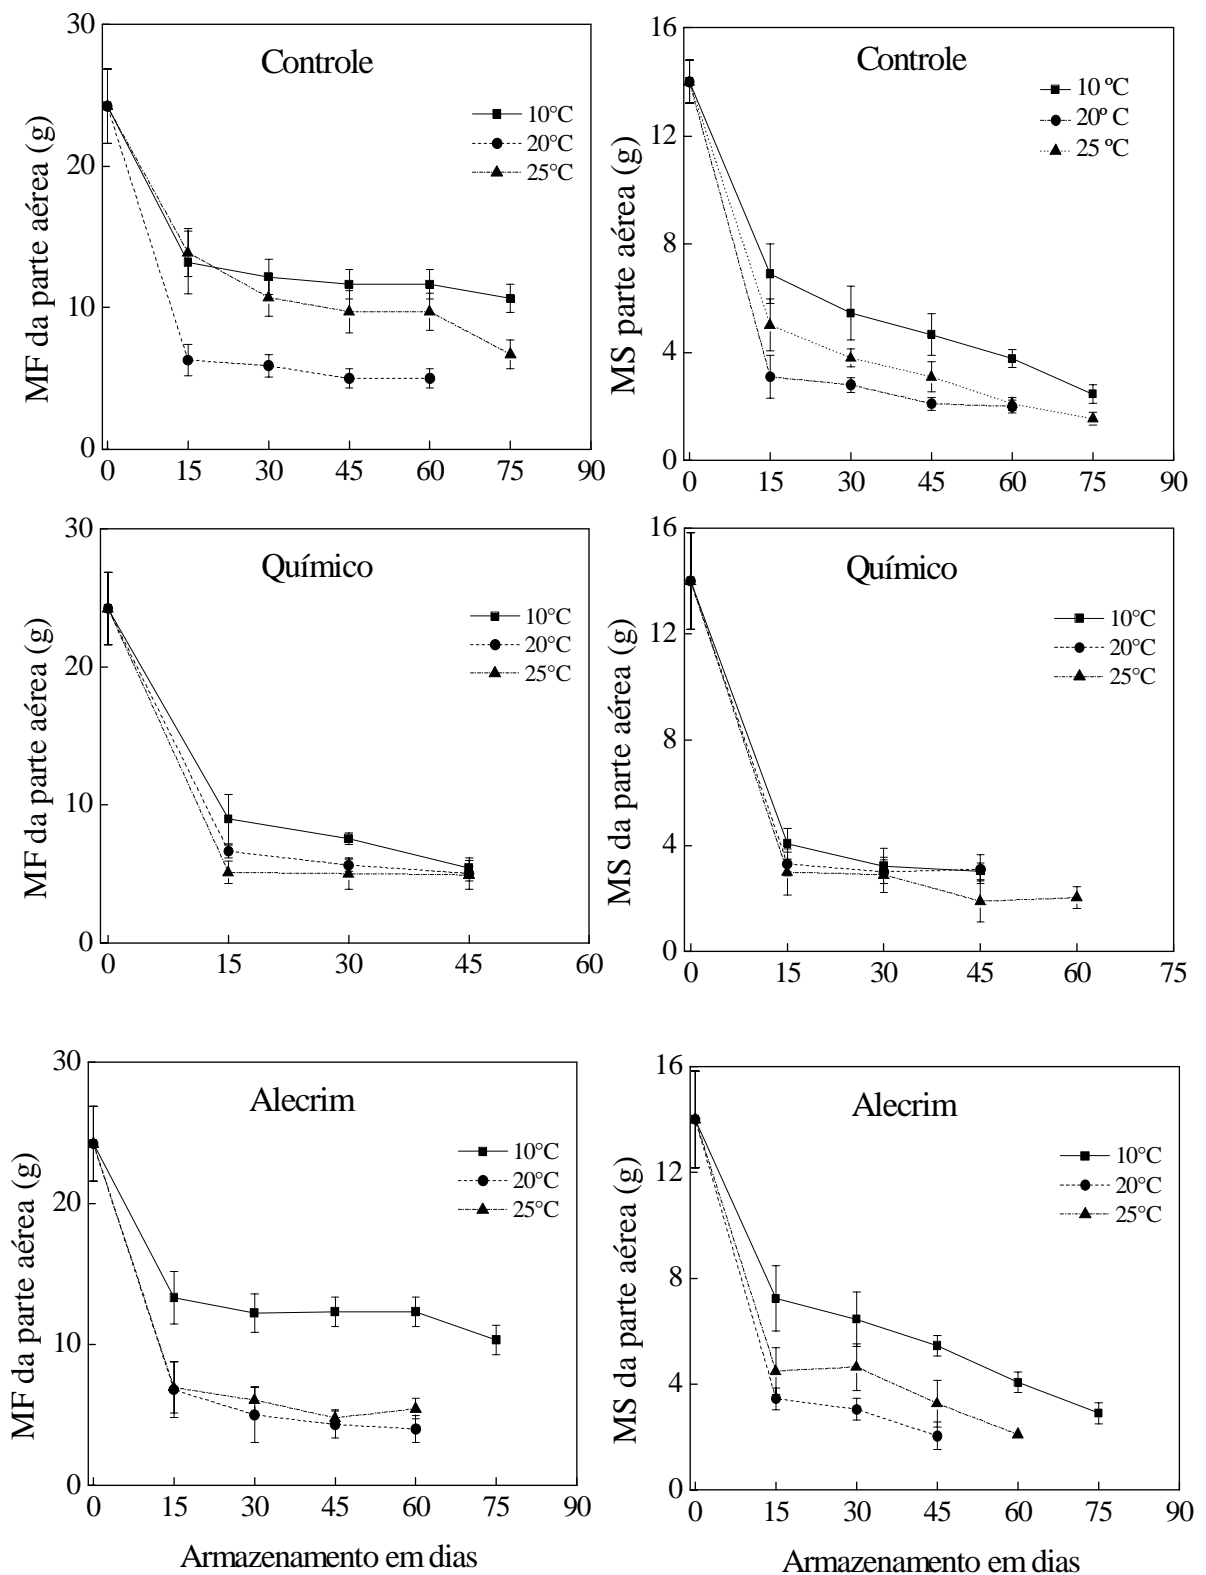 Controle
MF da parte aérea (g)
30
20
10
0
10°C
20°C
25°C
0 15 30 45 60 75 90
Controle
MS parte aérea (g)
16
12
8
4
0
10 ºC
20º C
25 ºC
0 15 30 45 60 75 90
Químico
MF da parte aérea (g)
30
20
10
0
10°C
20°C
25°C
0 15 30 45 60
Químico
MS da parte aérea (g)
16
12
8
4
0
10°C
20°C
25°C
0 15 30 45 60 75
Alecrim
MF da parte aérea (g)
30
20
10
0
10°C
20°C
25°C
0 15 30 45 60 75 90
Armazenamento em dias
Alecrim
MS da parte aérea (g)
16
12
8
4
0
10°C
20°C
25°C
0 15 30 45 60 75 90
Armazenamento em dias